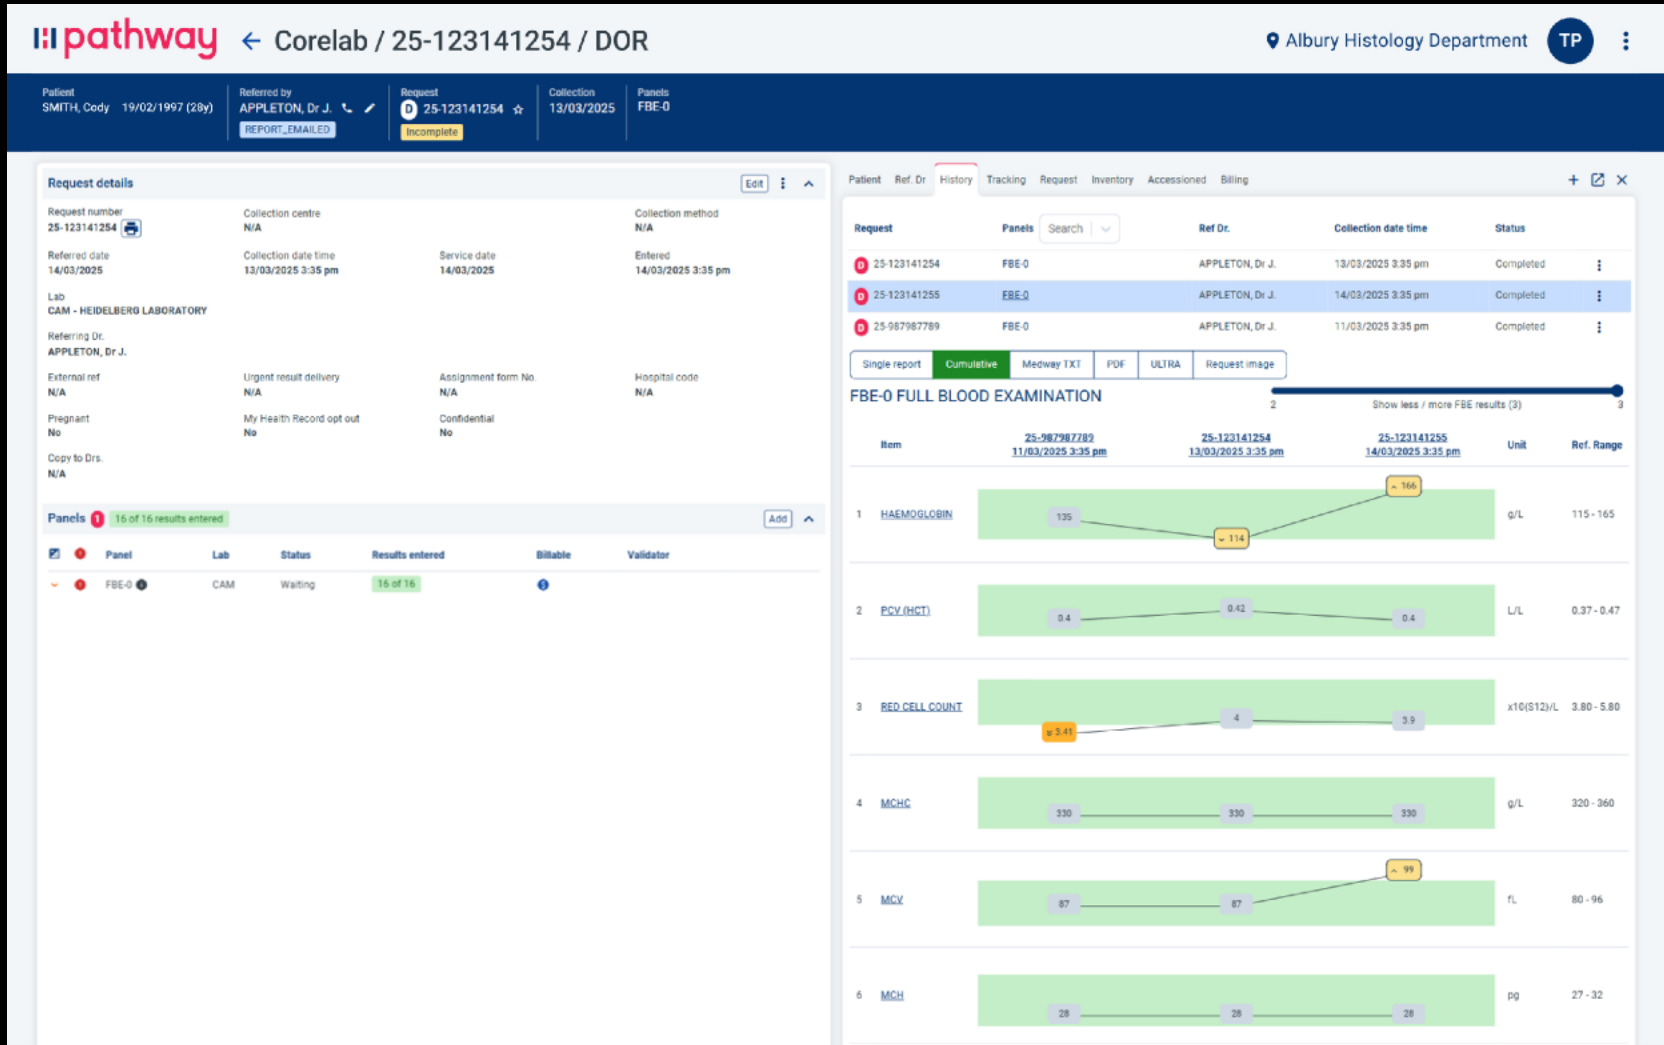 pathway
Corelab / 25-123141254 / DOR
Albury Histology Department
TP
Patient
SMITH, Cody 19/02/1997 (28y)
Referred by
APPLETON, Dr J.
REPORT_EMAILED
Request
D 25-123141254
Incomplete
Collection
13/03/2025
Panels
FBE-0
Request details
Edit
Request number
25-123141254
Collection centre
N/A
Collection method
N/A
Referred date
14/03/2025
Collection date time
13/03/2025 3:35 pm
Service date
14/03/2025
Entered
14/03/2025 3:35 pm
Lab
CAM - HEIDELBERG LABORATORY
Referring Dr.
APPLETON, Dr J.
External ref
N/A
Urgent result delivery
N/A
Assignment form No.
N/A
Hospital code
N/A
Pregnant
No
My Health Record opt out
No
Confidential
No
Copy to Drs.
N/A
Panels 1 16 of 16 results entered
Add
Panel Lab Status Results entered Billable Validator
FBE-0 CAM Waiting 16 of 16
Patient Ref. Dr History Tracking Request Inventory Accessioned Billing
Request Panels Search Ref Dr. Collection date time Status
D 25-123141254 FBE-0 APPLETON, Dr J. 13/03/2025 3:35 pm Completed
D 25-123141255 FBE-0 APPLETON, Dr J. 14/03/2025 3:35 pm Completed
D 25-987987789 FBE-0 APPLETON, Dr J. 11/03/2025 3:35 pm Completed
Single report Cumulative Medway TXT PDF ULTRA Request image
FBE-0 FULL BLOOD EXAMINATION
2 Show less / more FBE results (3) 3
Item
25-987987789
11/03/2025 3:35 pm
25-123141254
13/03/2025 3:35 pm
25-123141255
14/03/2025 3:35 pm
Unit Ref. Range
1 HAEMOGLOBIN 135 114 166 g/L 115 - 165
2 PCV (HCT) 0.4 0.42 0.4 L/L 0.37 - 0.47
3 RED CELL COUNT 3.41 4 3.9 x10(S12)/L 3.80 - 5.80
4 MCHC 330 330 330 g/L 320 - 360
5 MCV 87 87 99 fL 80 - 96
6 MCH 28 28 28 pg 27 - 32